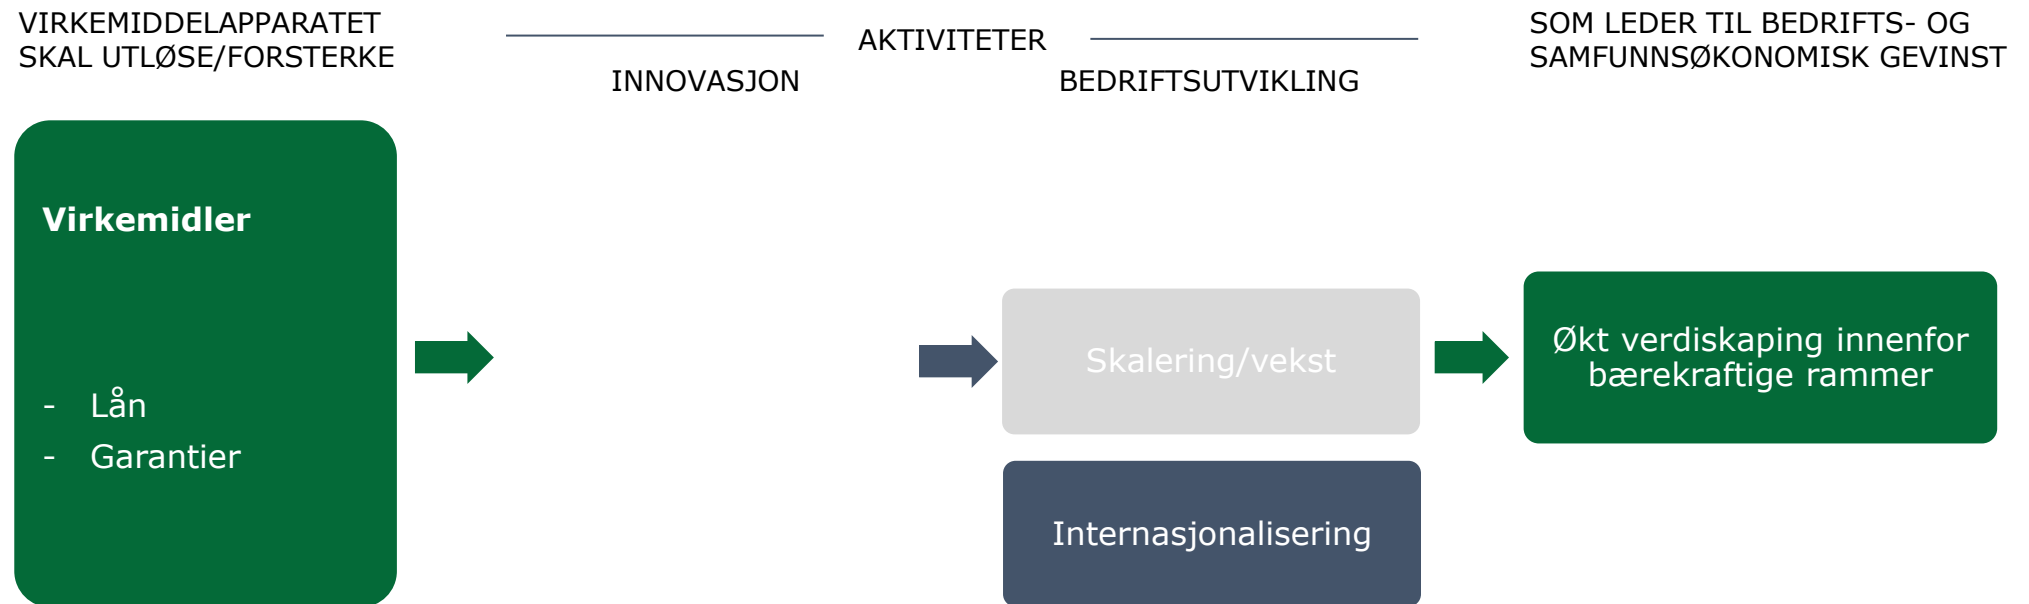 VIRKEMIDDELAPPARATET
SKAL UTLØSE/FORSTERKE
AKTIVITETER
INNOVASJON
BEDRIFTSUTVIKLING
SOM LEDER TIL BEDRIFTS- OG
SAMFUNNSØKONOMISK GEVINST
Virkemidler
- Lån
- Garantier
Skalering/vekst
Internasjonalisering
Økt verdiskaping innenfor
bærekraftige rammer